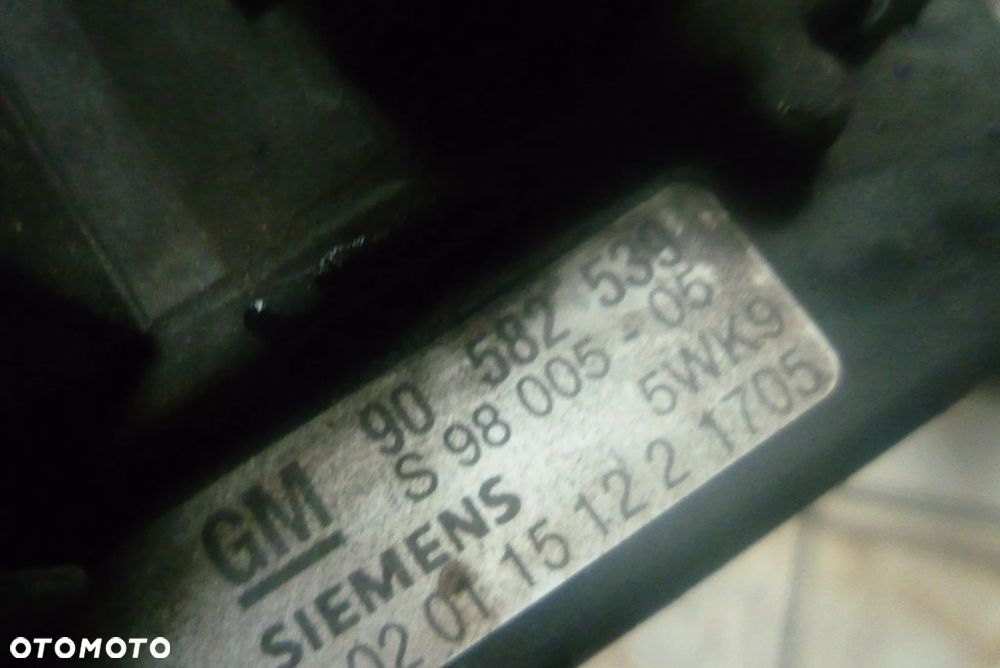 GM 90 582 539
S 98 005 - 05
SIEMENS 5WK9
02 01 15 12 2 1705
OTOMOTO